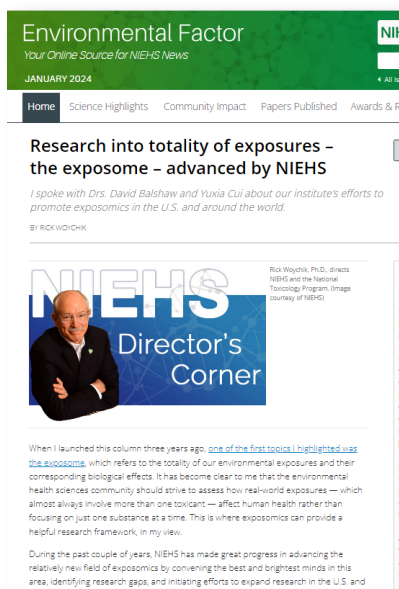 Environmental Factor
Your Online Source for NIEHS News
JANUARY 2024
All
Home
Science Highlights
Community Impact
Papers Published
Awards &
Research into totality of exposures –
the exposome – advanced by NIEHS
I spoke with Drs. David Balshaw and Yuxia Cui about our institute's efforts to
promote exposomics in the U.S. and around the world.
BY RICK WOYCHIK
NIEHS
Director's
Corner
Rick Woychik, Ph.D., directs
NIEHS and the National
Toxicology Program. (Image
courtesy of NIEHS)
When I launched this column three years ago, one of the first topics I highlighted was
the exposome, which refers to the totality of our environmental exposures and their
corresponding biological effects. It has become clear to me that the environmental
health sciences community should strive to assess how real-world exposures — which
almost always involve more than one toxicant — affect human health rather than
focusing on just one substance at a time. This is where exposomics can provide a
helpful research framework, in my view.
During the past couple of years, NIEHS has made great progress in advancing the
relatively new field of exposomics by convening the best and brightest minds in this
area, identifying research gaps, and initiating efforts to expand research in the U.S. and